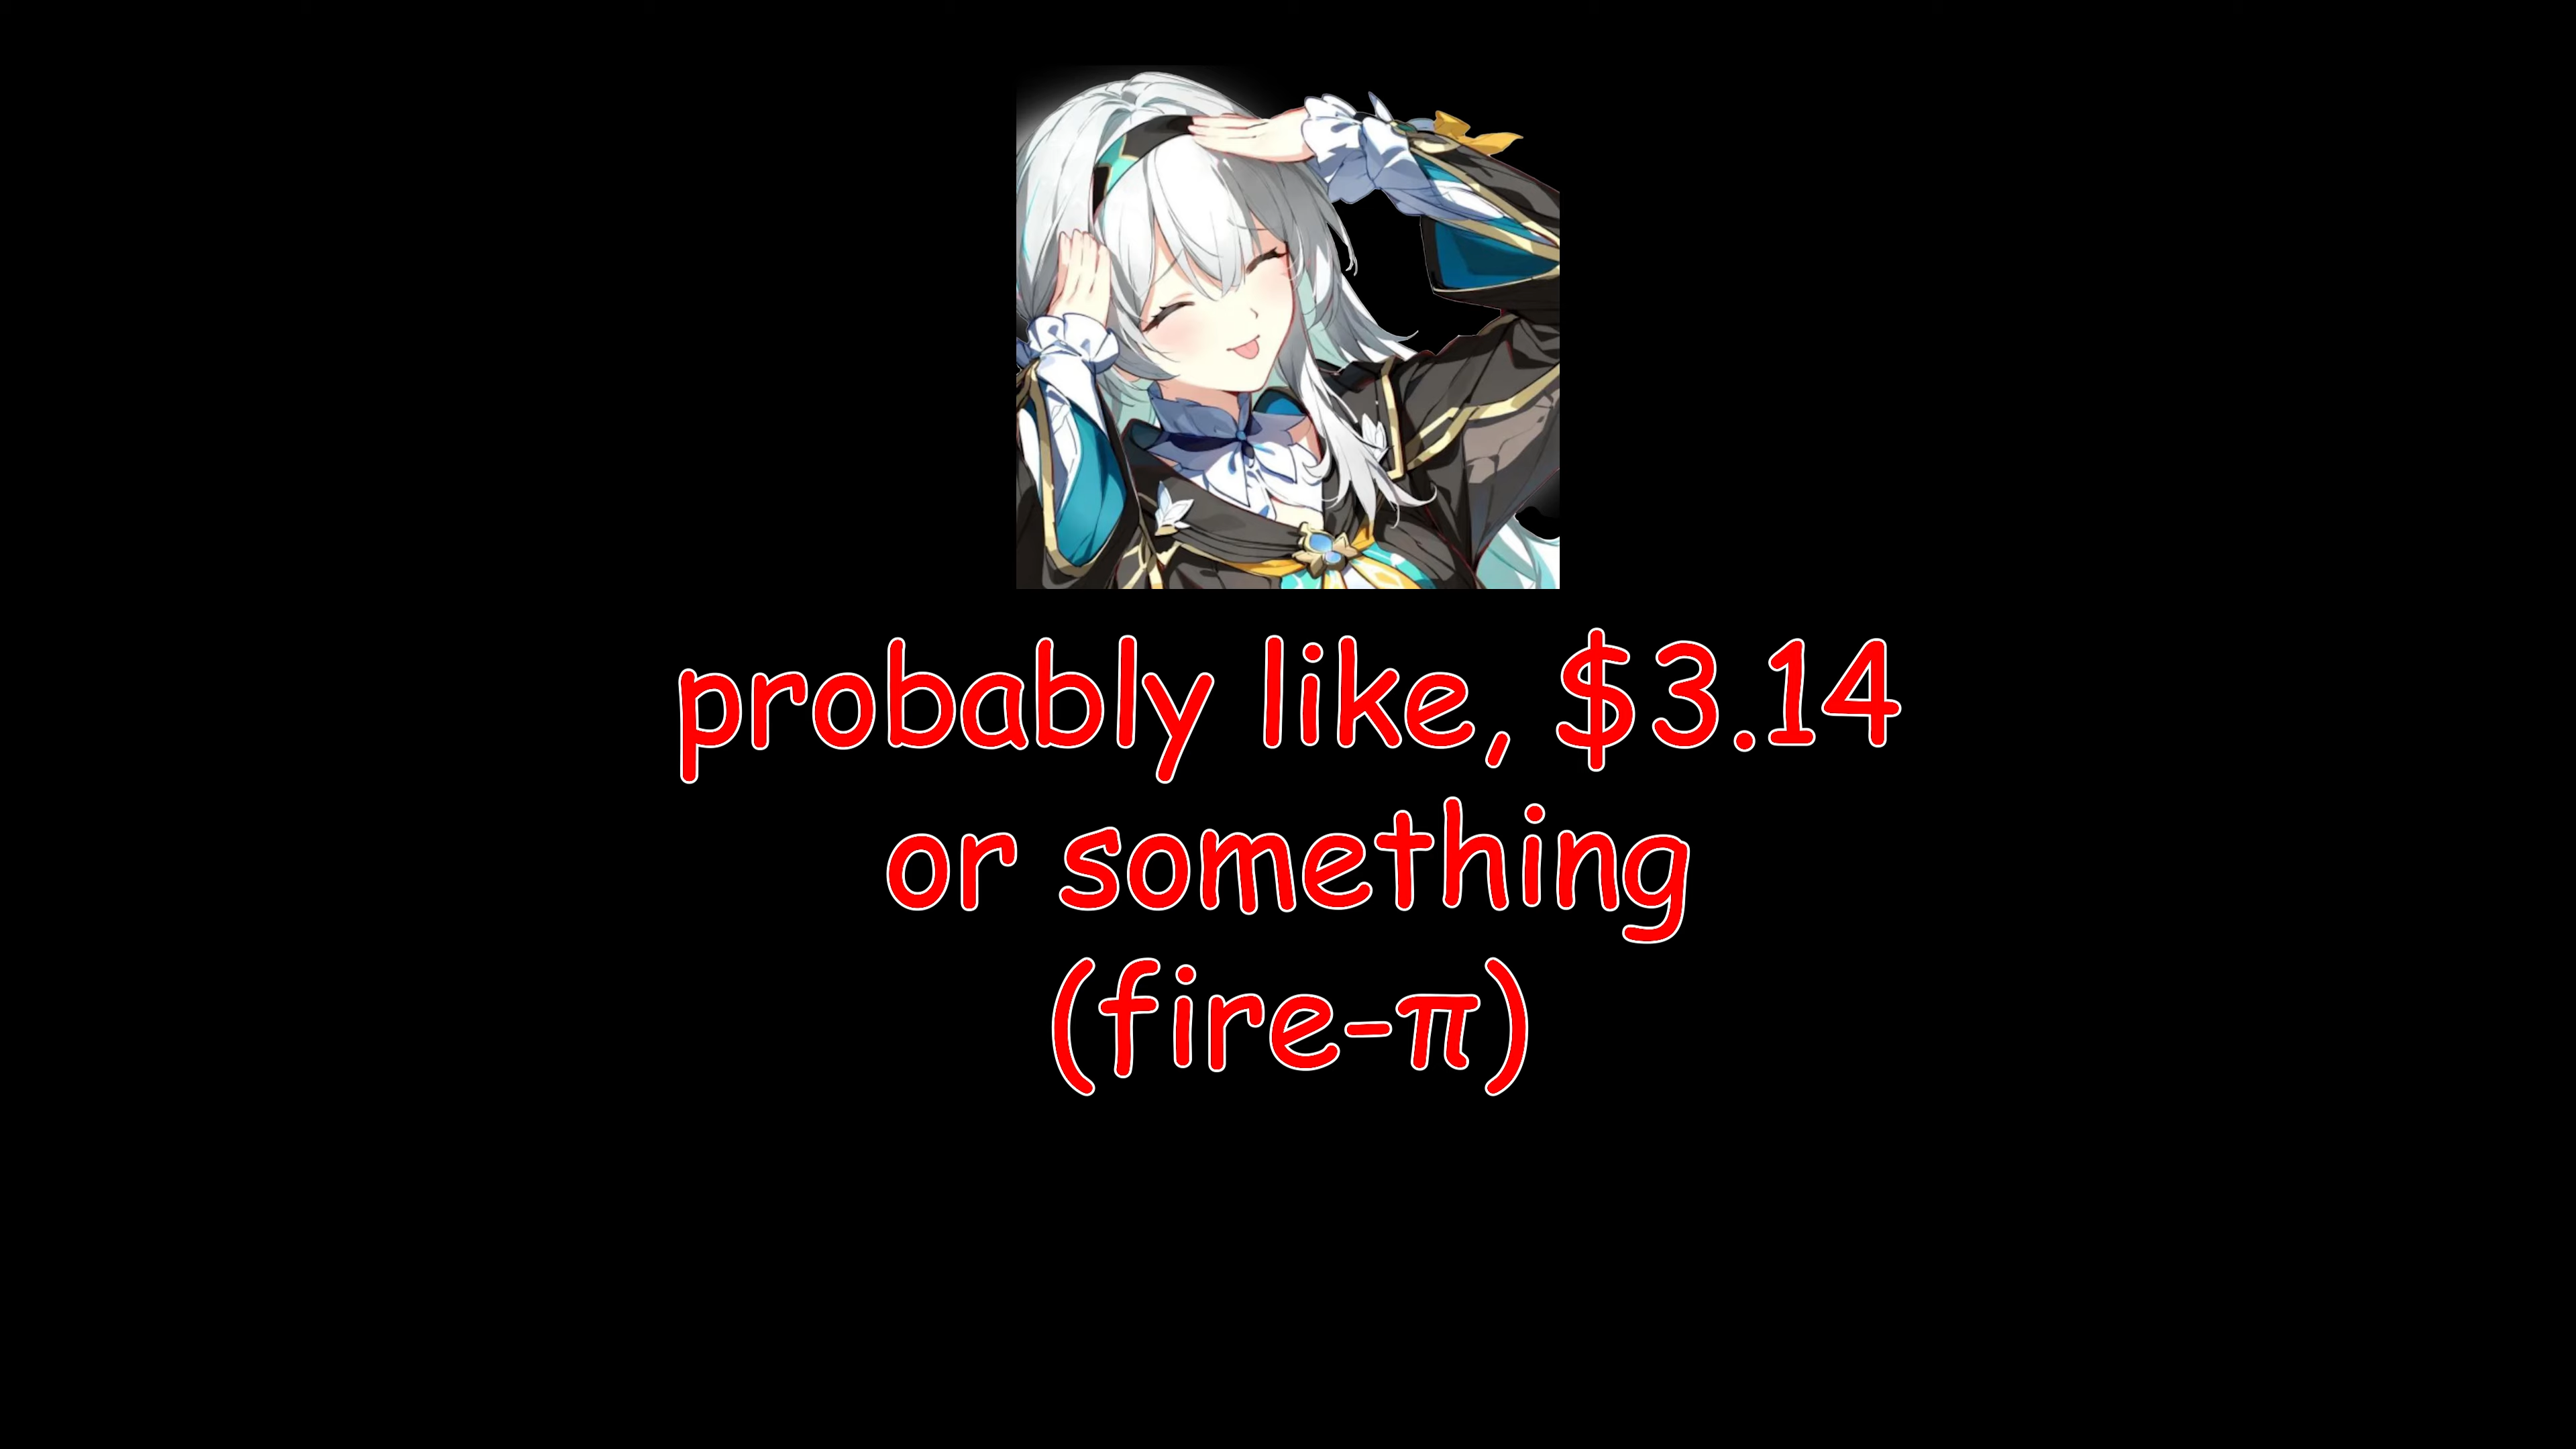 probably like, $3.14
or something
(fire-π)